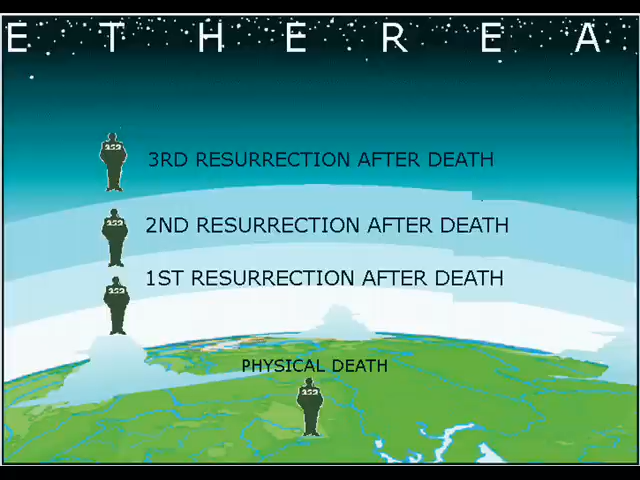 E T H E R E A
3RD RESURRECTION AFTER DEATH
2ND RESURRECTION AFTER DEATH
1ST RESURRECTION AFTER DEATH
PHYSICAL DEATH